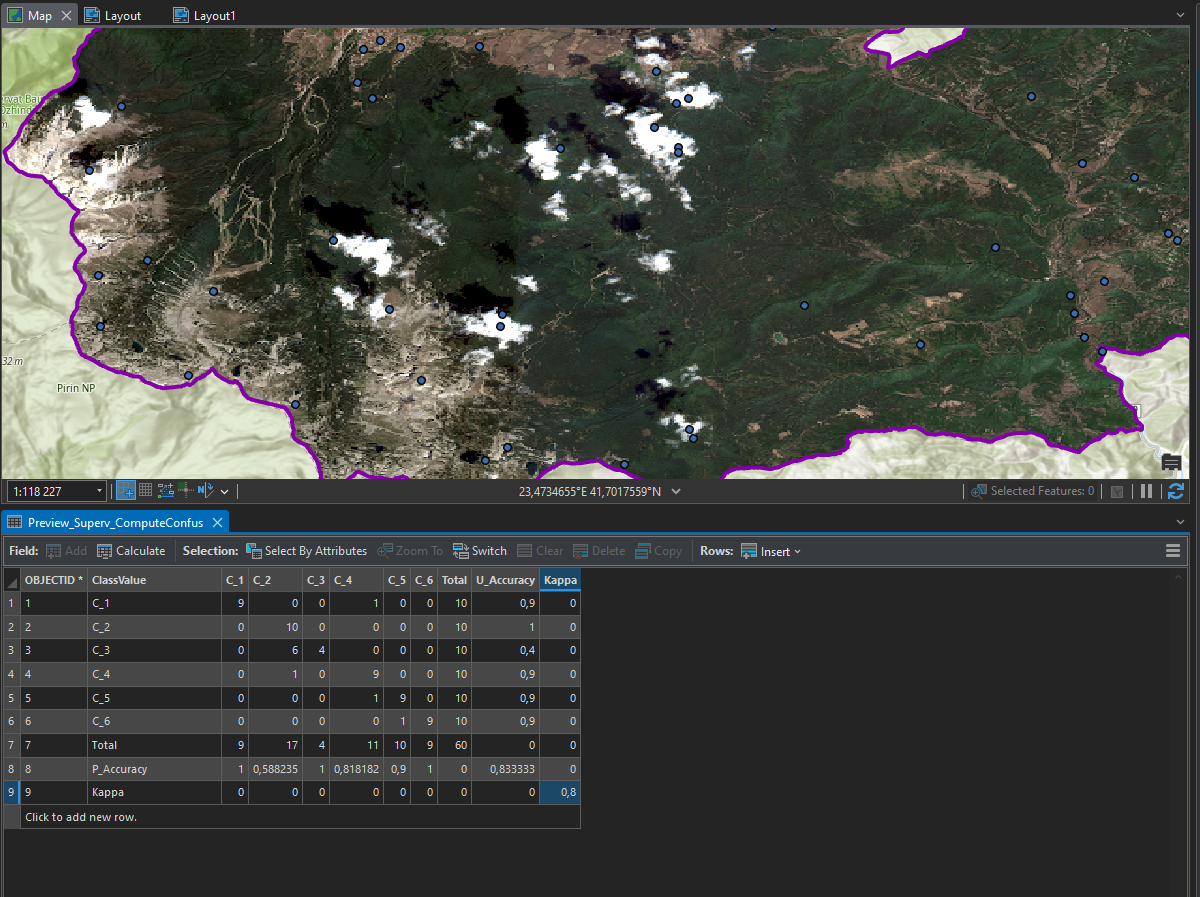 Map Layout Layout1
rvat Bau
Dzhind
m
32 m
Pirin NP
1:118 227 N 23,4734655°E 41,7017559°N Selected Features: 0
Preview_Superv_ComputeConfus
Field: Add Calculate Selection: Select By Attributes Zoom To Switch Clear Delete Copy Rows: Insert
OBJECTID * ClassValue C_1 C_2 C_3 C_4 C_5 C_6 Total U_Accuracy Kappa
1 1 C_1 9 0 0 1 0 0 10 0,9 0
2 2 C_2 0 10 0 0 0 0 10 1 0
3 3 C_3 0 6 4 0 0 0 10 0,4 0
4 4 C_4 0 1 0 9 0 0 10 0,9 0
5 5 C_5 0 0 0 1 9 0 10 0,9 0
6 6 C_6 0 0 0 0 1 9 10 0,9 0
7 7 Total 9 17 4 11 10 9 60 0 0
8 8 P_Accuracy 1 0,588235 1 0,818182 0,9 1 0 0,833333 0
9 9 Kappa 0 0 0 0 0 0 0 0 0,8
Click to add new row.